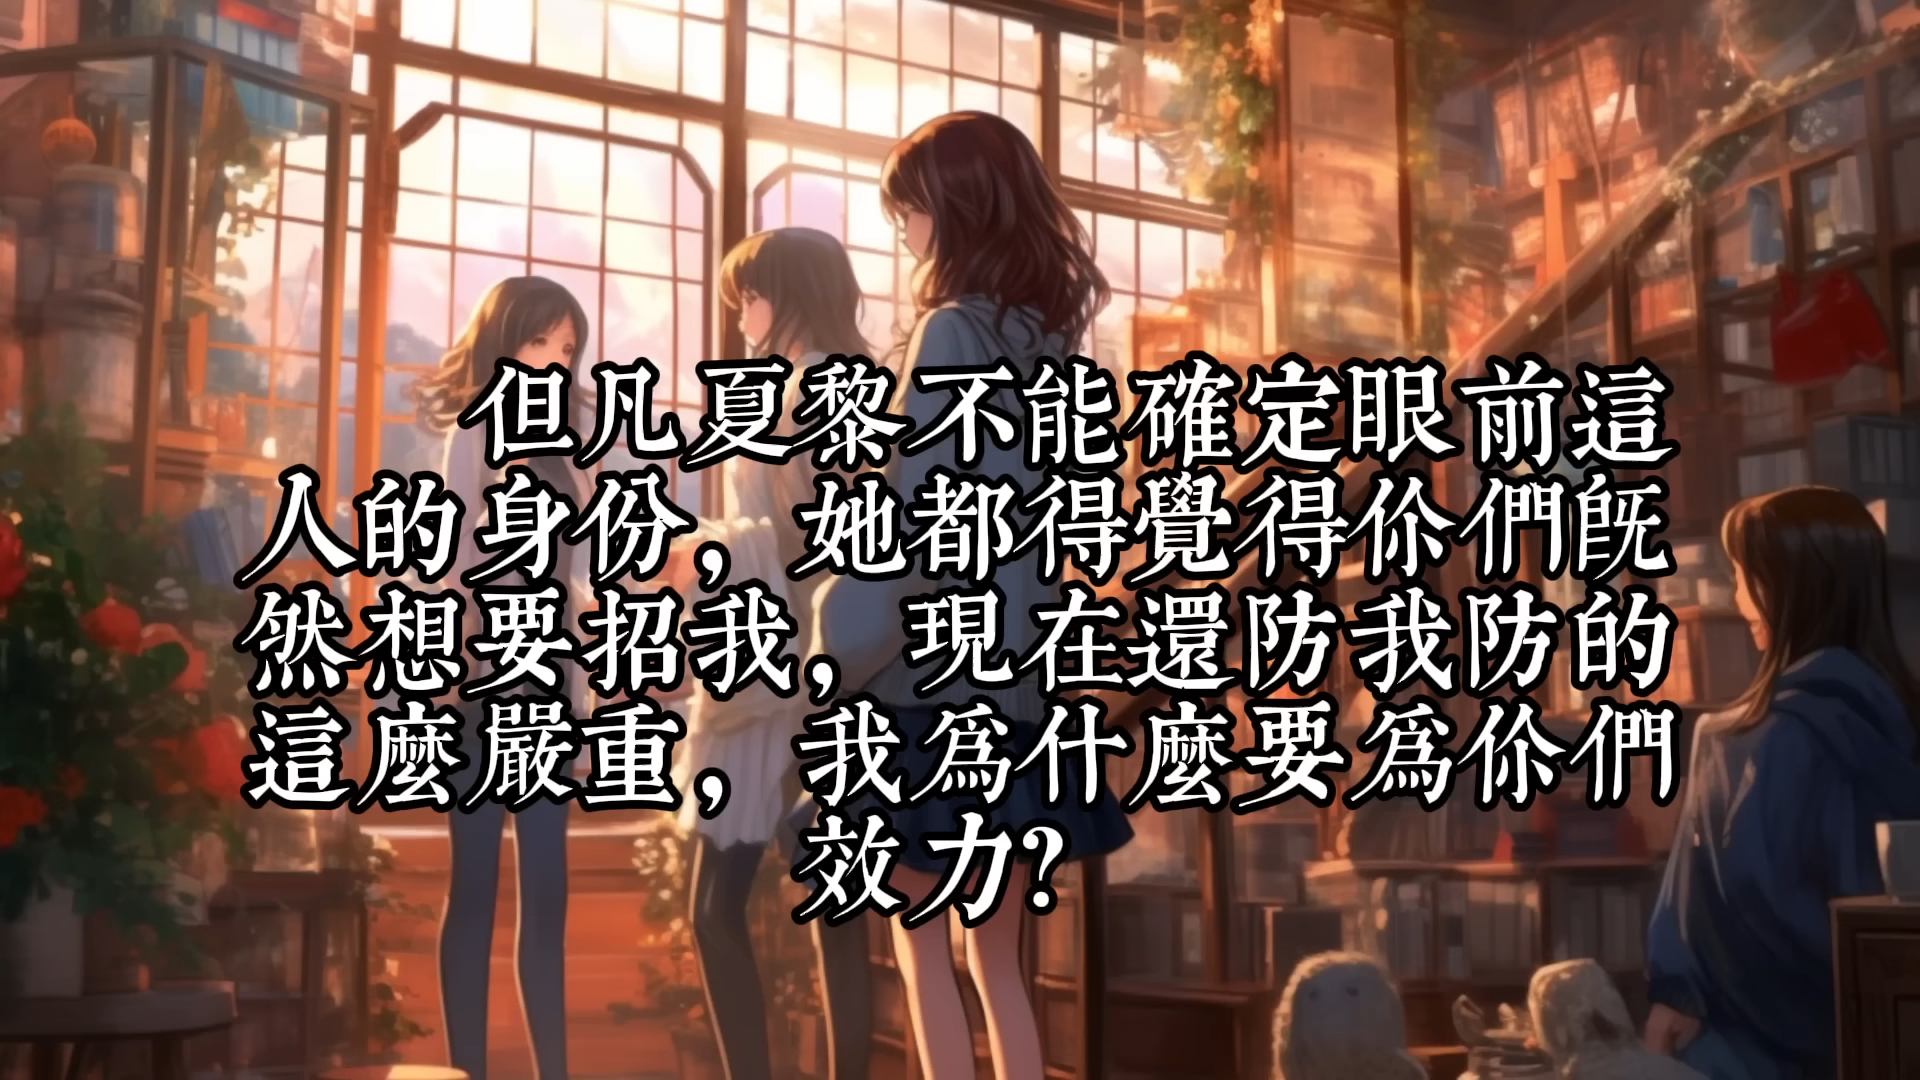 但凡夏黎不能確定眼前這
人的身份，她都得覺得你們既
然想要招我，現在還防我防的
這麼嚴重，我爲什麼要爲你們
效力？